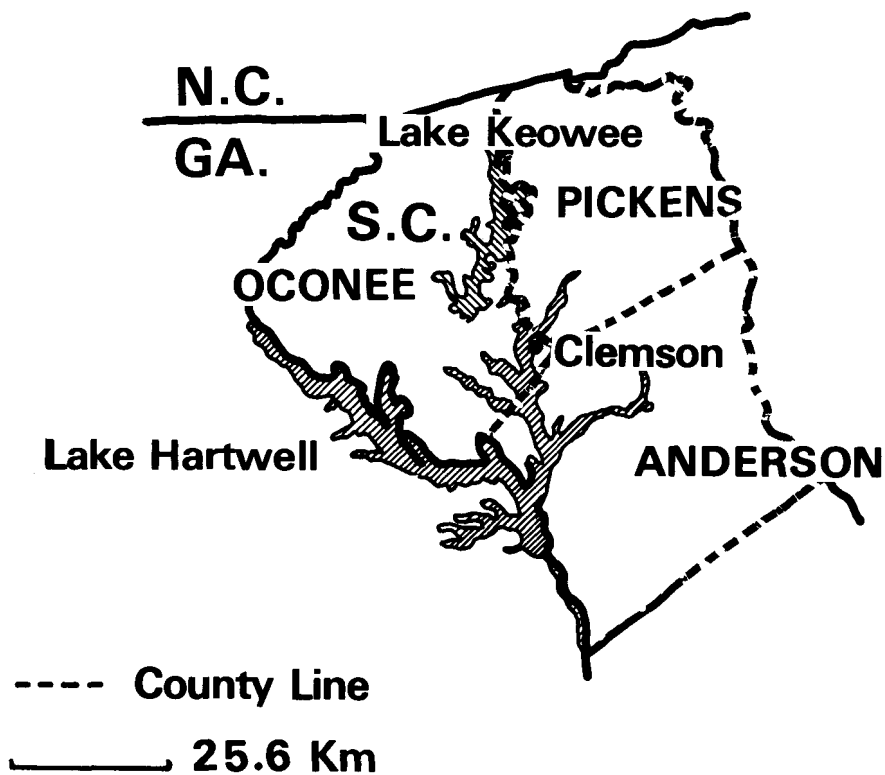 N.C.
GA.
Lake Keowee
PICKENS
S.C.
OCONEE
Clemson
Lake Hartwell
ANDERSON
County Line
25.6 Km